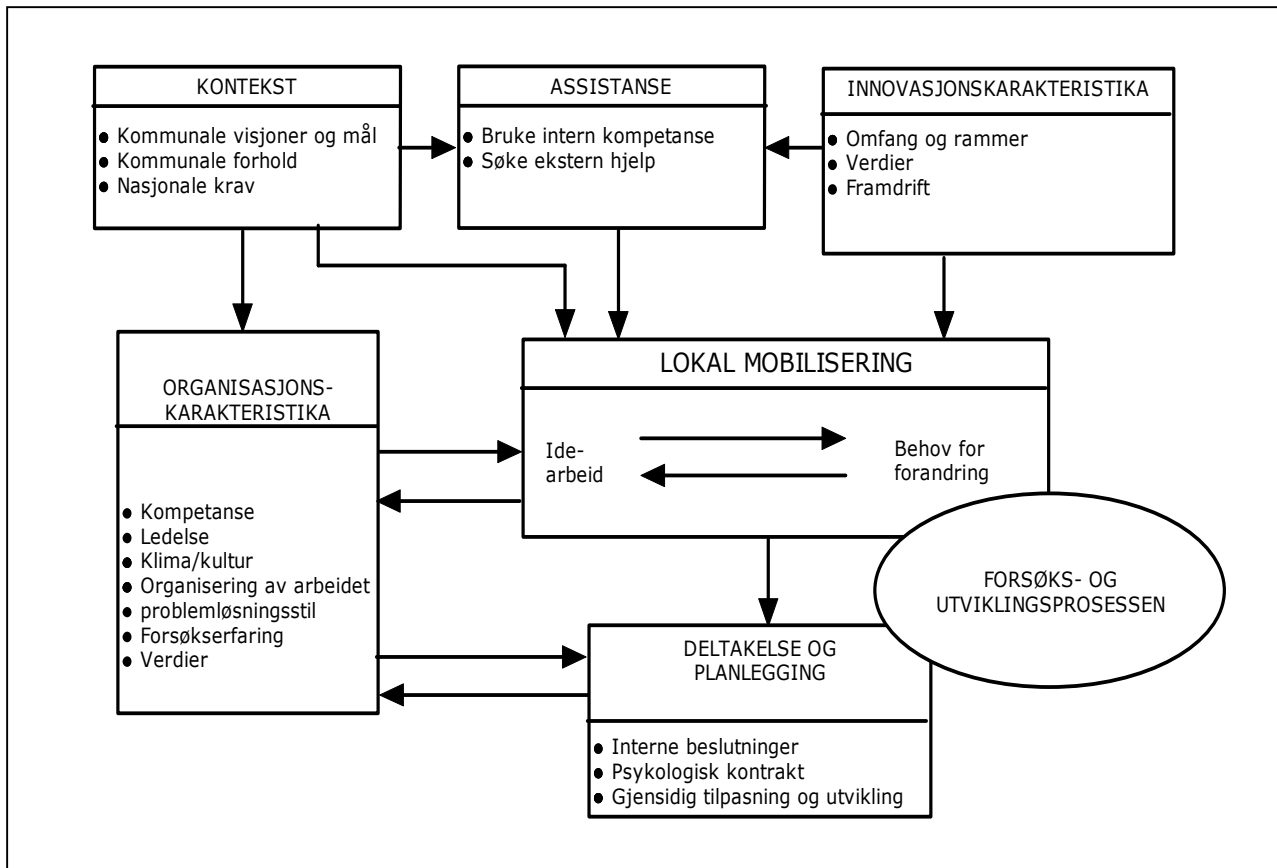 KONTEKST
● Kommunale visjoner og mål
● Kommunale forhold
● Nasjonale krav
ASSISTANSE
● Bruke intern kompetanse
● Søke ekstern hjelp
INNOVASJONSKARAKTERISTIKA
● Omfang og rammer
● Verdier
● Framdrift
ORGANISASJONS-
KARAKTERISTIKA
● Kompetanse
● Ledelse
● Klima/kultur
● Organisering av arbeidet
● problemløsningsstil
● Forsøkserfaring
● Verdier
LOKAL MOBILISERING
Ide-
arbeid
Behov for
forandring
FORSØKS- OG
UTVIKLINGSPROSESSEN
DELTAKELSE OG
PLANLEGGING
● Interne beslutninger
● Psykologisk kontrakt
● Gjensidig tilpasning og utvikling